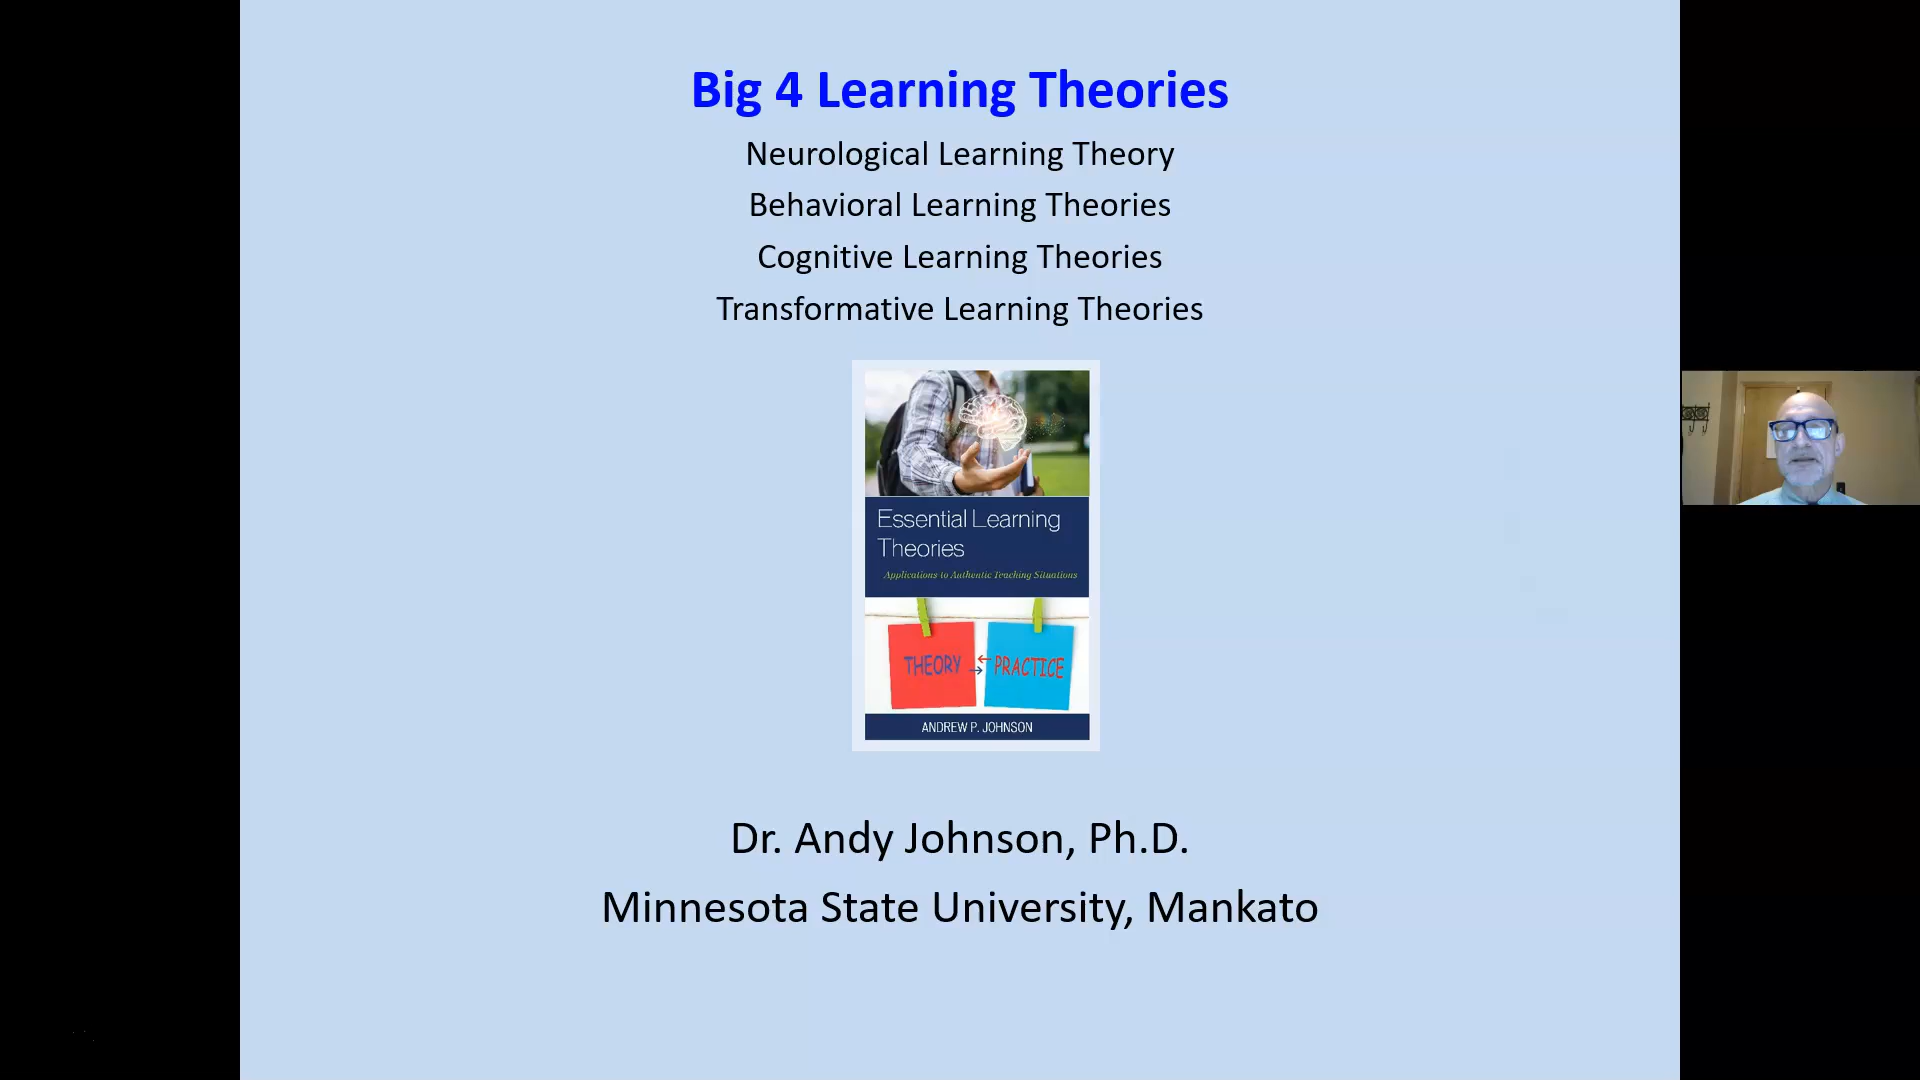 Big 4 Learning Theories
Neurological Learning Theory
Behavioral Learning Theories
Cognitive Learning Theories
Transformative Learning Theories
Essential Learning
Theories
Applications to Authentic Teaching Situations
THEORY
PRACTICE
ANDREW P. JOHNSON
Dr. Andy Johnson, Ph.D.
Minnesota State University, Mankato